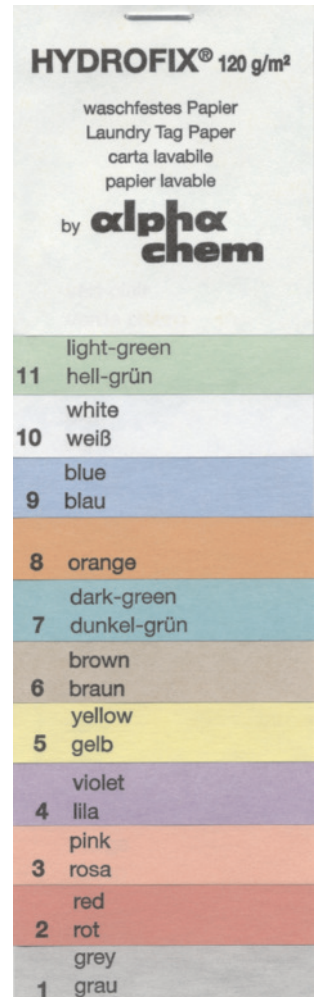 HYDROFIX® 120 g/m²
waschfestes Papier
Laundry Tag Paper
carta lavabile
papier lavable
by alpha
chem
light-green
11 hell-grün
white
10 weiß
blue
9 blau
8 orange
dark-green
7 dunkel-grün
brown
6 braun
yellow
5 gelb
violet
4 lila
pink
3 rosa
red
2 rot
grey
1 grau